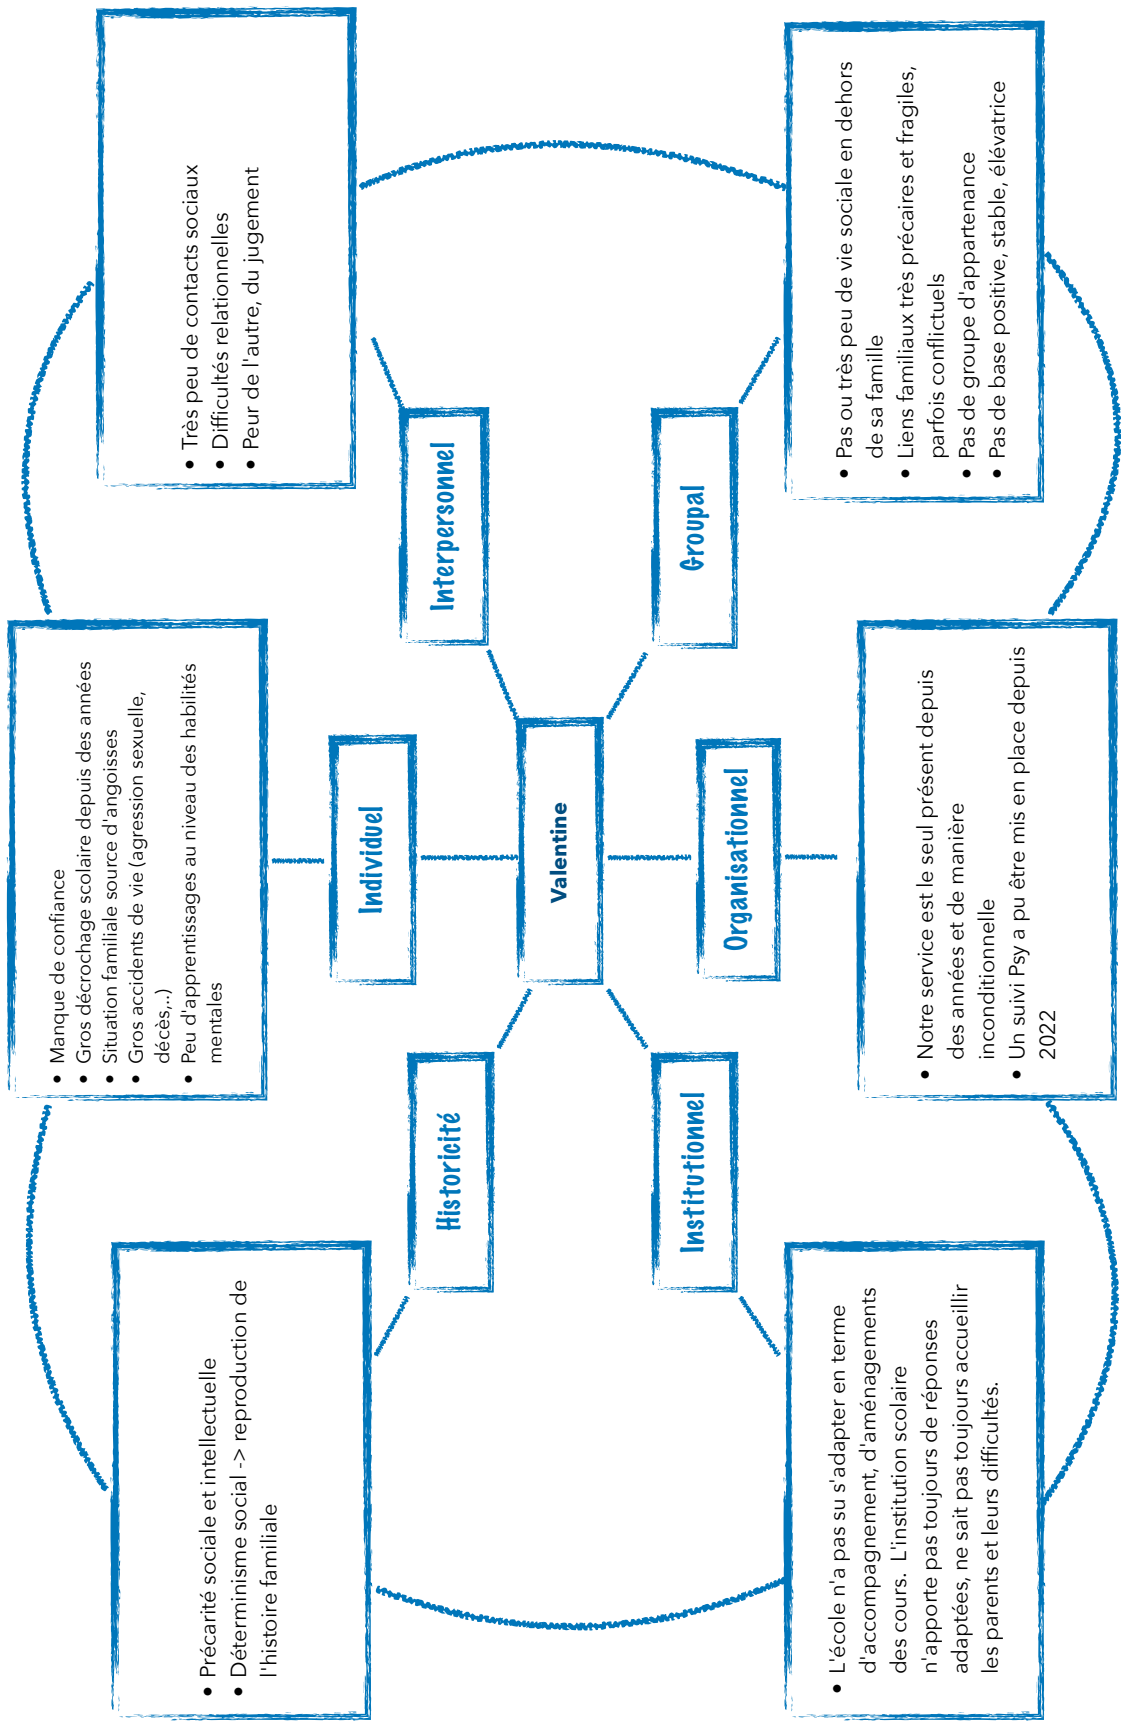 • Précarité sociale et intellectuelle
• Déterminisme social -> reproduction de
l'histoire familiale
• Manque de confiance
• Gros décrochage scolaire depuis des années
• Situation familiale source d'angoisses
• Gros accidents de vie (agression sexuelle,
décès,..)
• Peu d'apprentissages au niveau des habilités
mentales
• Très peu de contacts sociaux
• Difficultés relationnelles
• Peur de l'autre, du jugement
Historicité
Individuel
Interpersonnel
Valentine
Institutionnel
Organisationnel
Groupal
• L'école n'a pas su s'adapter en terme
d'accompagnement, d'aménagements
des cours. L'institution scolaire
n'apporte pas toujours de réponses
adaptées, ne sait pas toujours accueillir
les parents et leurs difficultés.
• Notre service est le seul présent depuis
des années et de manière
inconditionnelle
• Un suivi Psy a pu être mis en place depuis
2022
• Pas ou très peu de vie sociale en dehors
de sa famille
• Liens familiaux très précaires et fragiles,
parfois conflictuels
• Pas de groupe d'appartenance
• Pas de base positive, stable, élévatrice